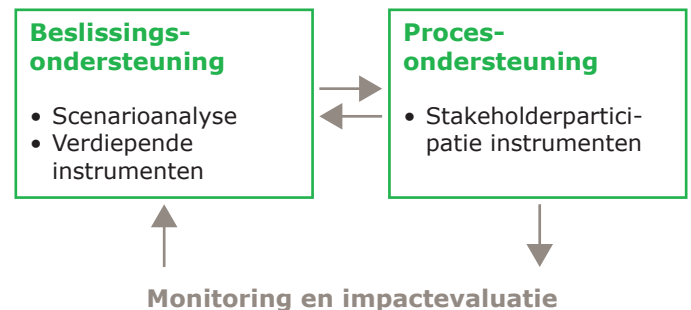 Beslissings-
ondersteuning
• Scenarioanalyse
• Verdiepende
instrumenten
Proces-
ondersteuning
• Stakeholderpartici-
patie instrumenten
Monitoring en impactevaluatie